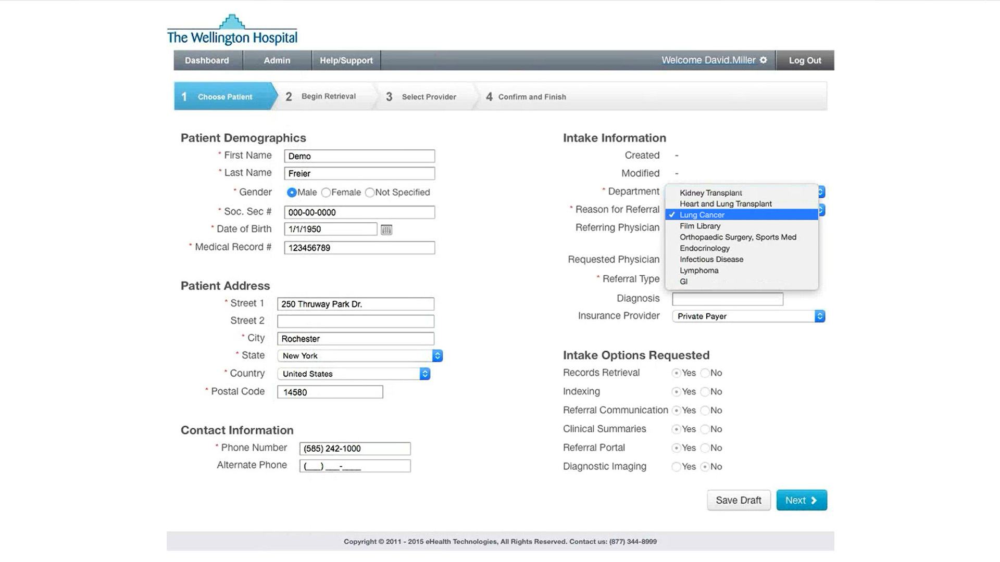 The Wellington Hospital
Dashboard Admin Help/Support Welcome David.Miller Log Out
1 Choose Patient 2 Begin Retrieval 3 Select Provider 4 Confirm and Finish
Patient Demographics
* First Name Demo
* Last Name Freier
* Gender Male Female Not Specified
* Soc. Sec # 000-00-0000
* Date of Birth 1/1/1950
* Medical Record # 123456789
Patient Address
* Street 1 250 Thruway Park Dr.
Street 2
* City Rochester
* State New York
* Country United States
* Postal Code 14580
Contact Information
* Phone Number (585) 242-1000
Alternate Phone (___) ___-____
Intake Information
Created -
Modified -
* Department
* Reason for Referral
Referring Physician
Requested Physician
* Referral Type
Kidney Transplant
Heart and Lung Transplant
✓ Lung Cancer
Film Library
Orthopaedic Surgery, Sports Med
Endocrinology
Infectious Disease
Lymphoma
GI
Diagnosis
Insurance Provider Private Payer
Intake Options Requested
Records Retrieval Yes No
Indexing Yes No
Referral Communication Yes No
Clinical Summaries Yes No
Referral Portal Yes No
Diagnostic Imaging Yes No
Save Draft Next
Copyright © 2011 - 2015 eHealth Technologies, All Rights Reserved. Contact us: (877) 344-8999